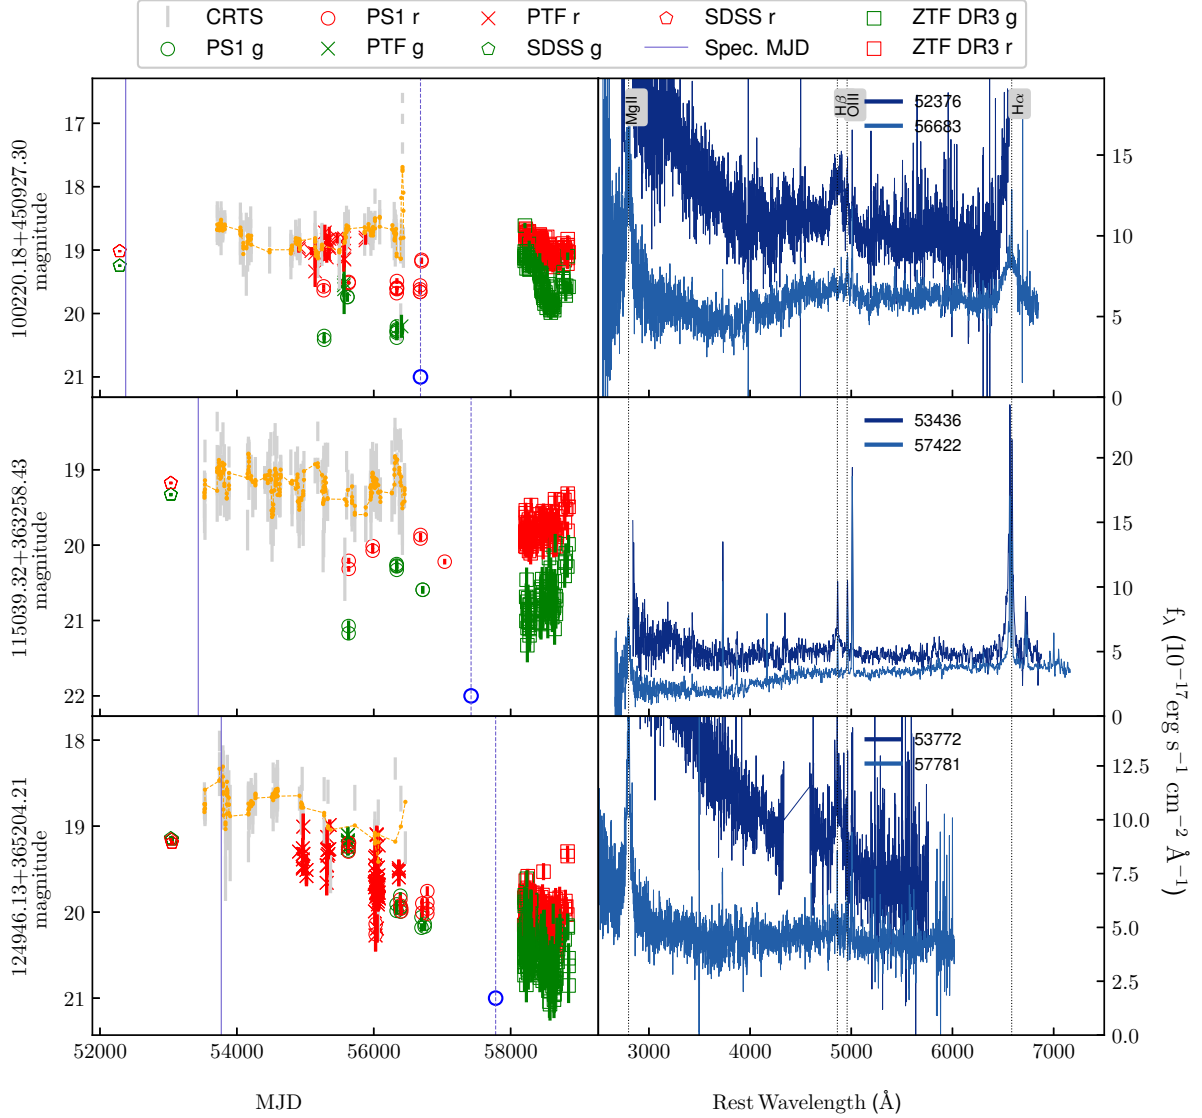 CRTS PS1 r PTF r SDSS r ZTF DR3 g
PS1 g PTF g SDSS g Spec. MJD ZTF DR3 r
100220.18+450927.30
magnitude
17
18
19
20
21
MgII
Hβ
OIII
Hα
52376
56683
15
10
5
0
115039.32+363258.43
magnitude
19
20
21
22
53436
57422
20
15
10
5
0
124946.13+365204.21
magnitude
18
19
20
21
53772
57781
12.5
10.0
7.5
5.0
2.5
0.0
f_λ (10⁻¹⁷erg s⁻¹ cm⁻² Å⁻¹)
52000 54000 56000 58000
3000 4000 5000 6000 7000
MJD
Rest Wavelength (Å)